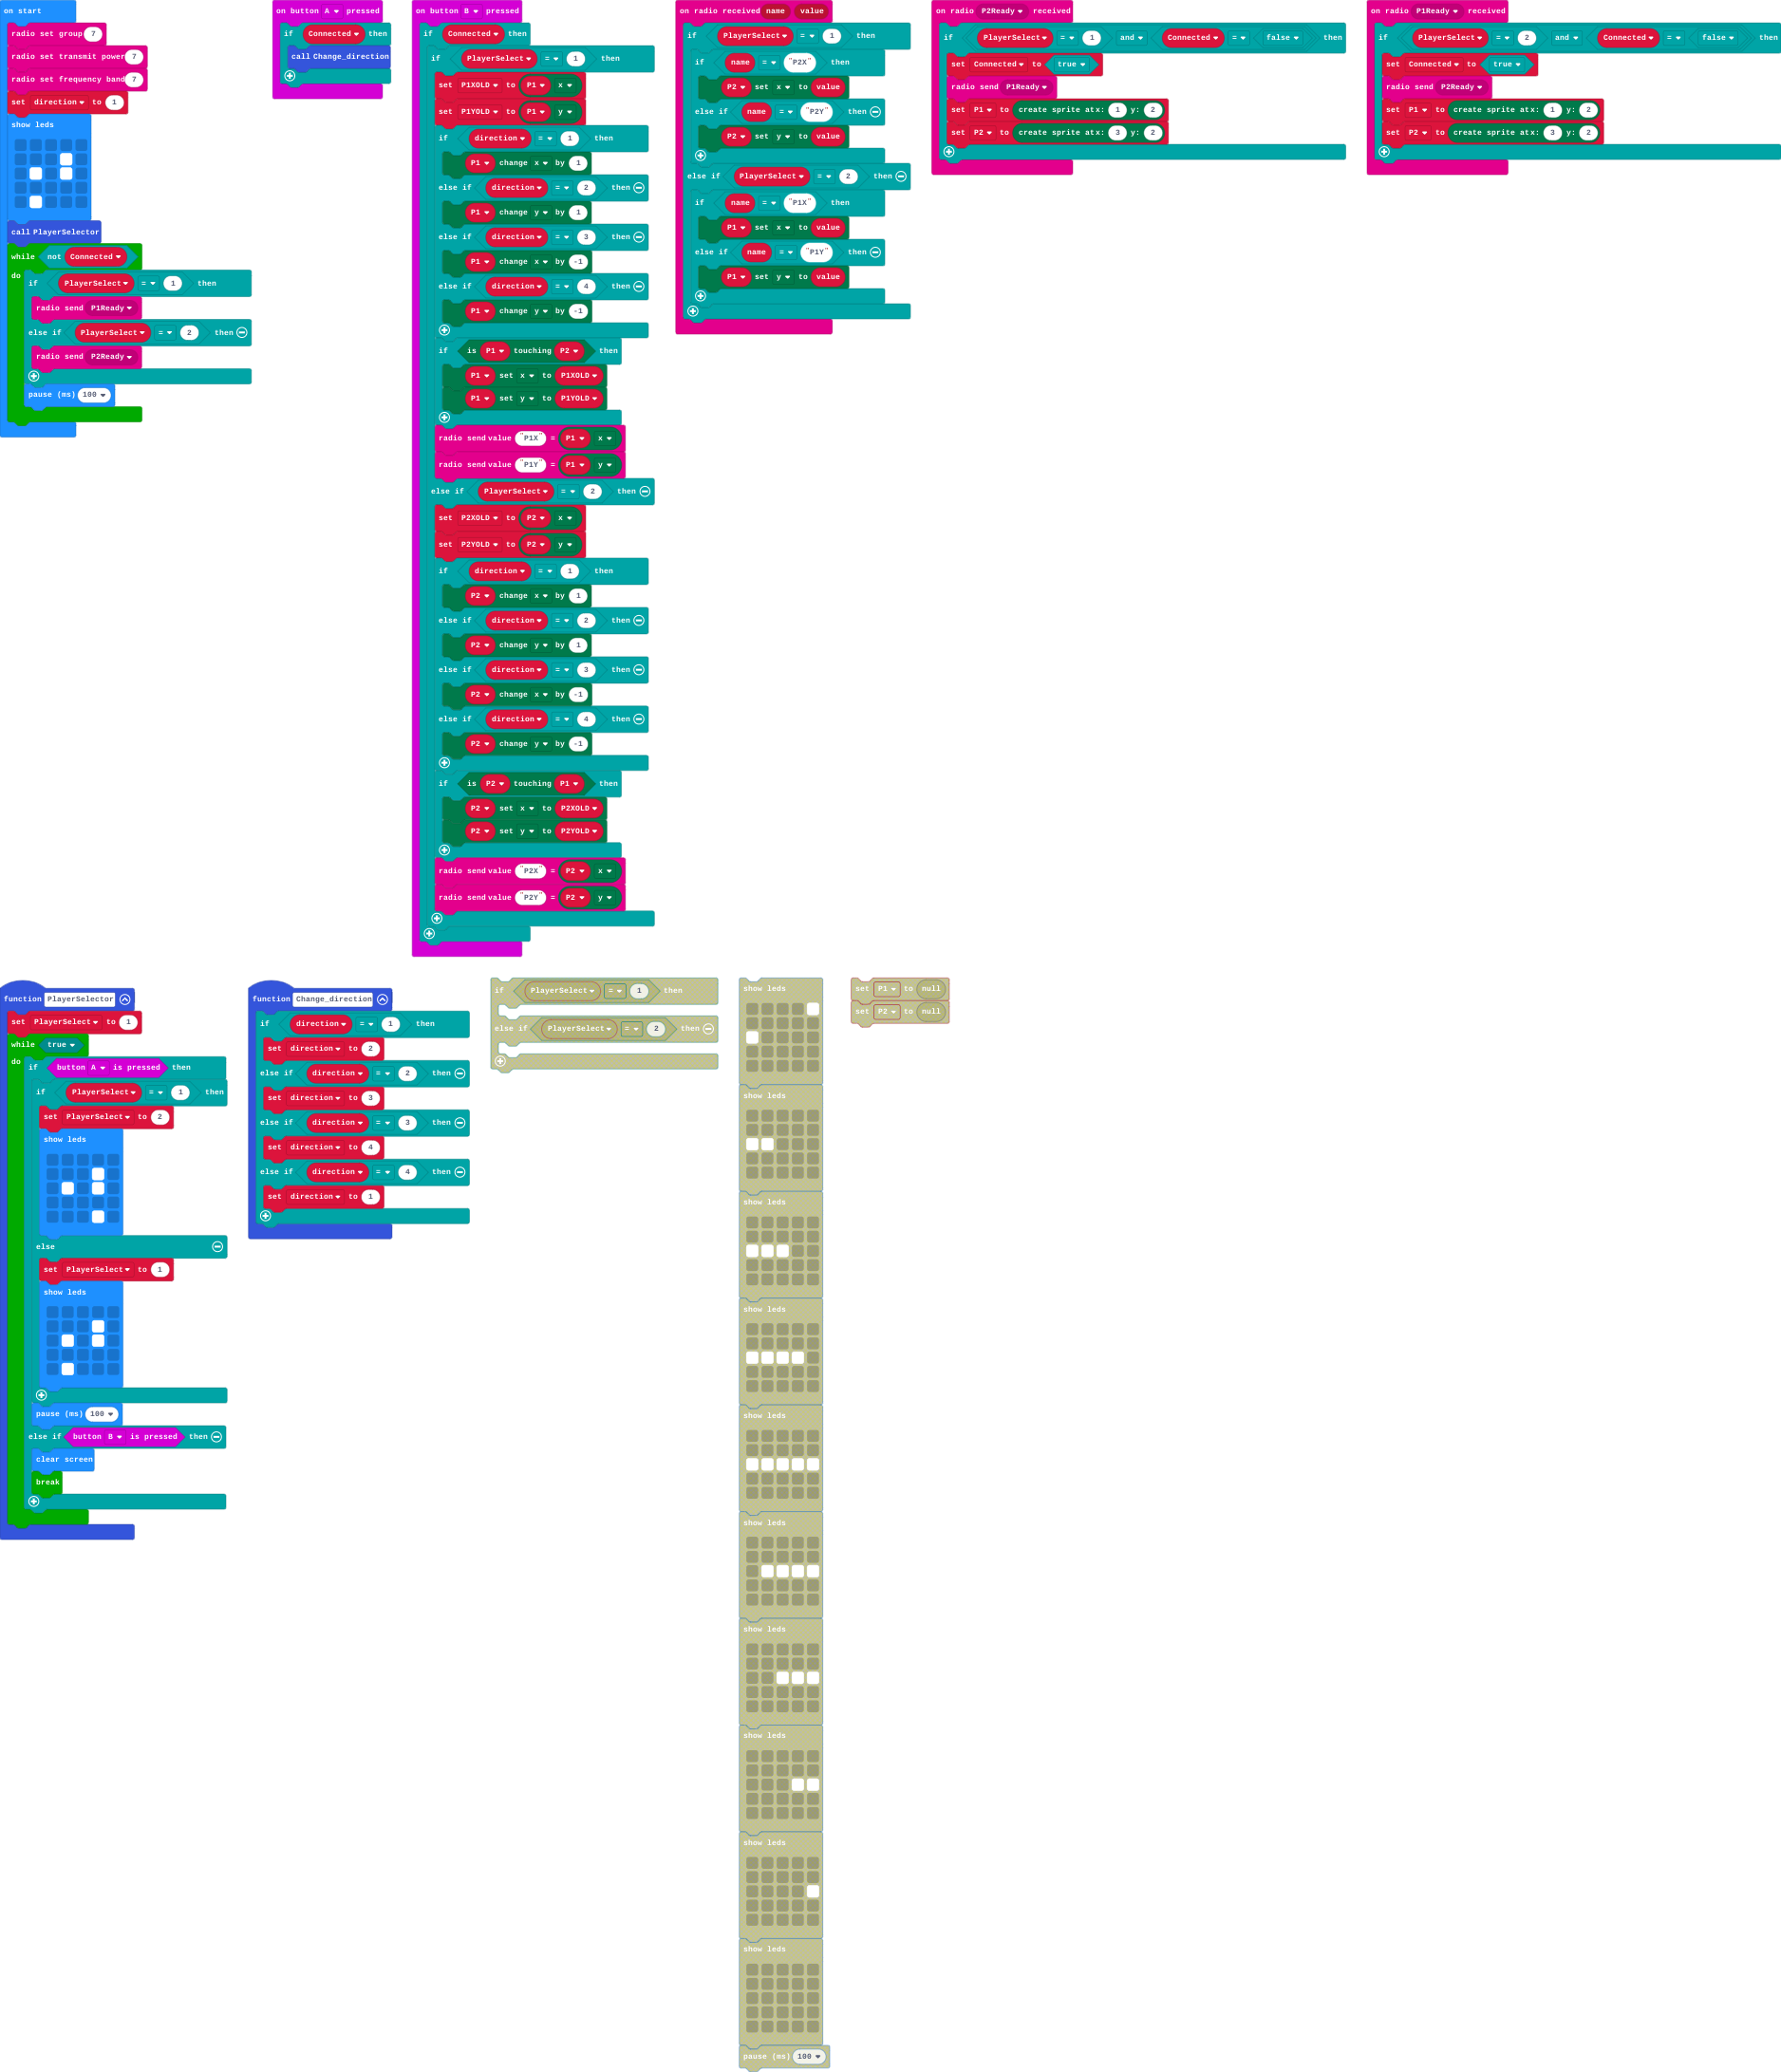 on start
radio set group 7
radio set transmit power 7
radio set frequency band 7
set direction to 1
show leds
call PlayerSelector
while not Connected
do
if PlayerSelect = 1 then
radio send P1Ready
else if PlayerSelect = 2 then
radio send P2Ready
pause (ms) 100
on button A pressed
if Connected then
call Change_direction
on button B pressed
if Connected then
if PlayerSelect = 1 then
set P1XOLD to P1 x
set P1YOLD to P1 y
if direction = 1 then
P1 change x by 1
else if direction = 2 then
P1 change y by 1
else if direction = 3 then
P1 change x by -1
else if direction = 4 then
P1 change y by -1
if is P1 touching P2 then
P1 set x to P1XOLD
P1 set y to P1YOLD
radio send value "P1X" = P1 x
radio send value "P1Y" = P1 y
else if PlayerSelect = 2 then
set P2XOLD to P2 x
set P2YOLD to P2 y
if direction = 1 then
P2 change x by 1
else if direction = 2 then
P2 change y by 1
else if direction = 3 then
P2 change x by -1
else if direction = 4 then
P2 change y by -1
if is P2 touching P1 then
P2 set x to P2XOLD
P2 set y to P2YOLD
radio send value "P2X" = P2 x
radio send value "P2Y" = P2 y
on radio received name value
if PlayerSelect = 1 then
if name = "P2X" then
P2 set x to value
else if name = "P2Y" then
P2 set y to value
else if PlayerSelect = 2 then
if name = "P1X" then
P1 set x to value
else if name = "P1Y" then
P1 set y to value
on radio P2Ready received
if PlayerSelect = 1 and Connected = false then
set Connected to true
radio send P1Ready
set P1 to create sprite at x: 1 y: 2
set P2 to create sprite at x: 3 y: 2
on radio P1Ready received
if PlayerSelect = 2 and Connected = false then
set Connected to true
radio send P2Ready
set P1 to create sprite at x: 1 y: 2
set P2 to create sprite at x: 3 y: 2
function PlayerSelector
set PlayerSelect to 1
while true
do
if button A is pressed then
if PlayerSelect = 1 then
set PlayerSelect to 2
show leds
else
set PlayerSelect to 1
show leds
pause (ms) 100
else if button B is pressed then
clear screen
break
function Change_direction
if direction = 1 then
set direction to 2
else if direction = 2 then
set direction to 3
else if direction = 3 then
set direction to 4
else if direction = 4 then
set direction to 1
if PlayerSelect = 1 then
else if PlayerSelect = 2 then
show leds
show leds
show leds
show leds
show leds
show leds
show leds
show leds
show leds
show leds
pause (ms) 100
set P1 to null
set P2 to null